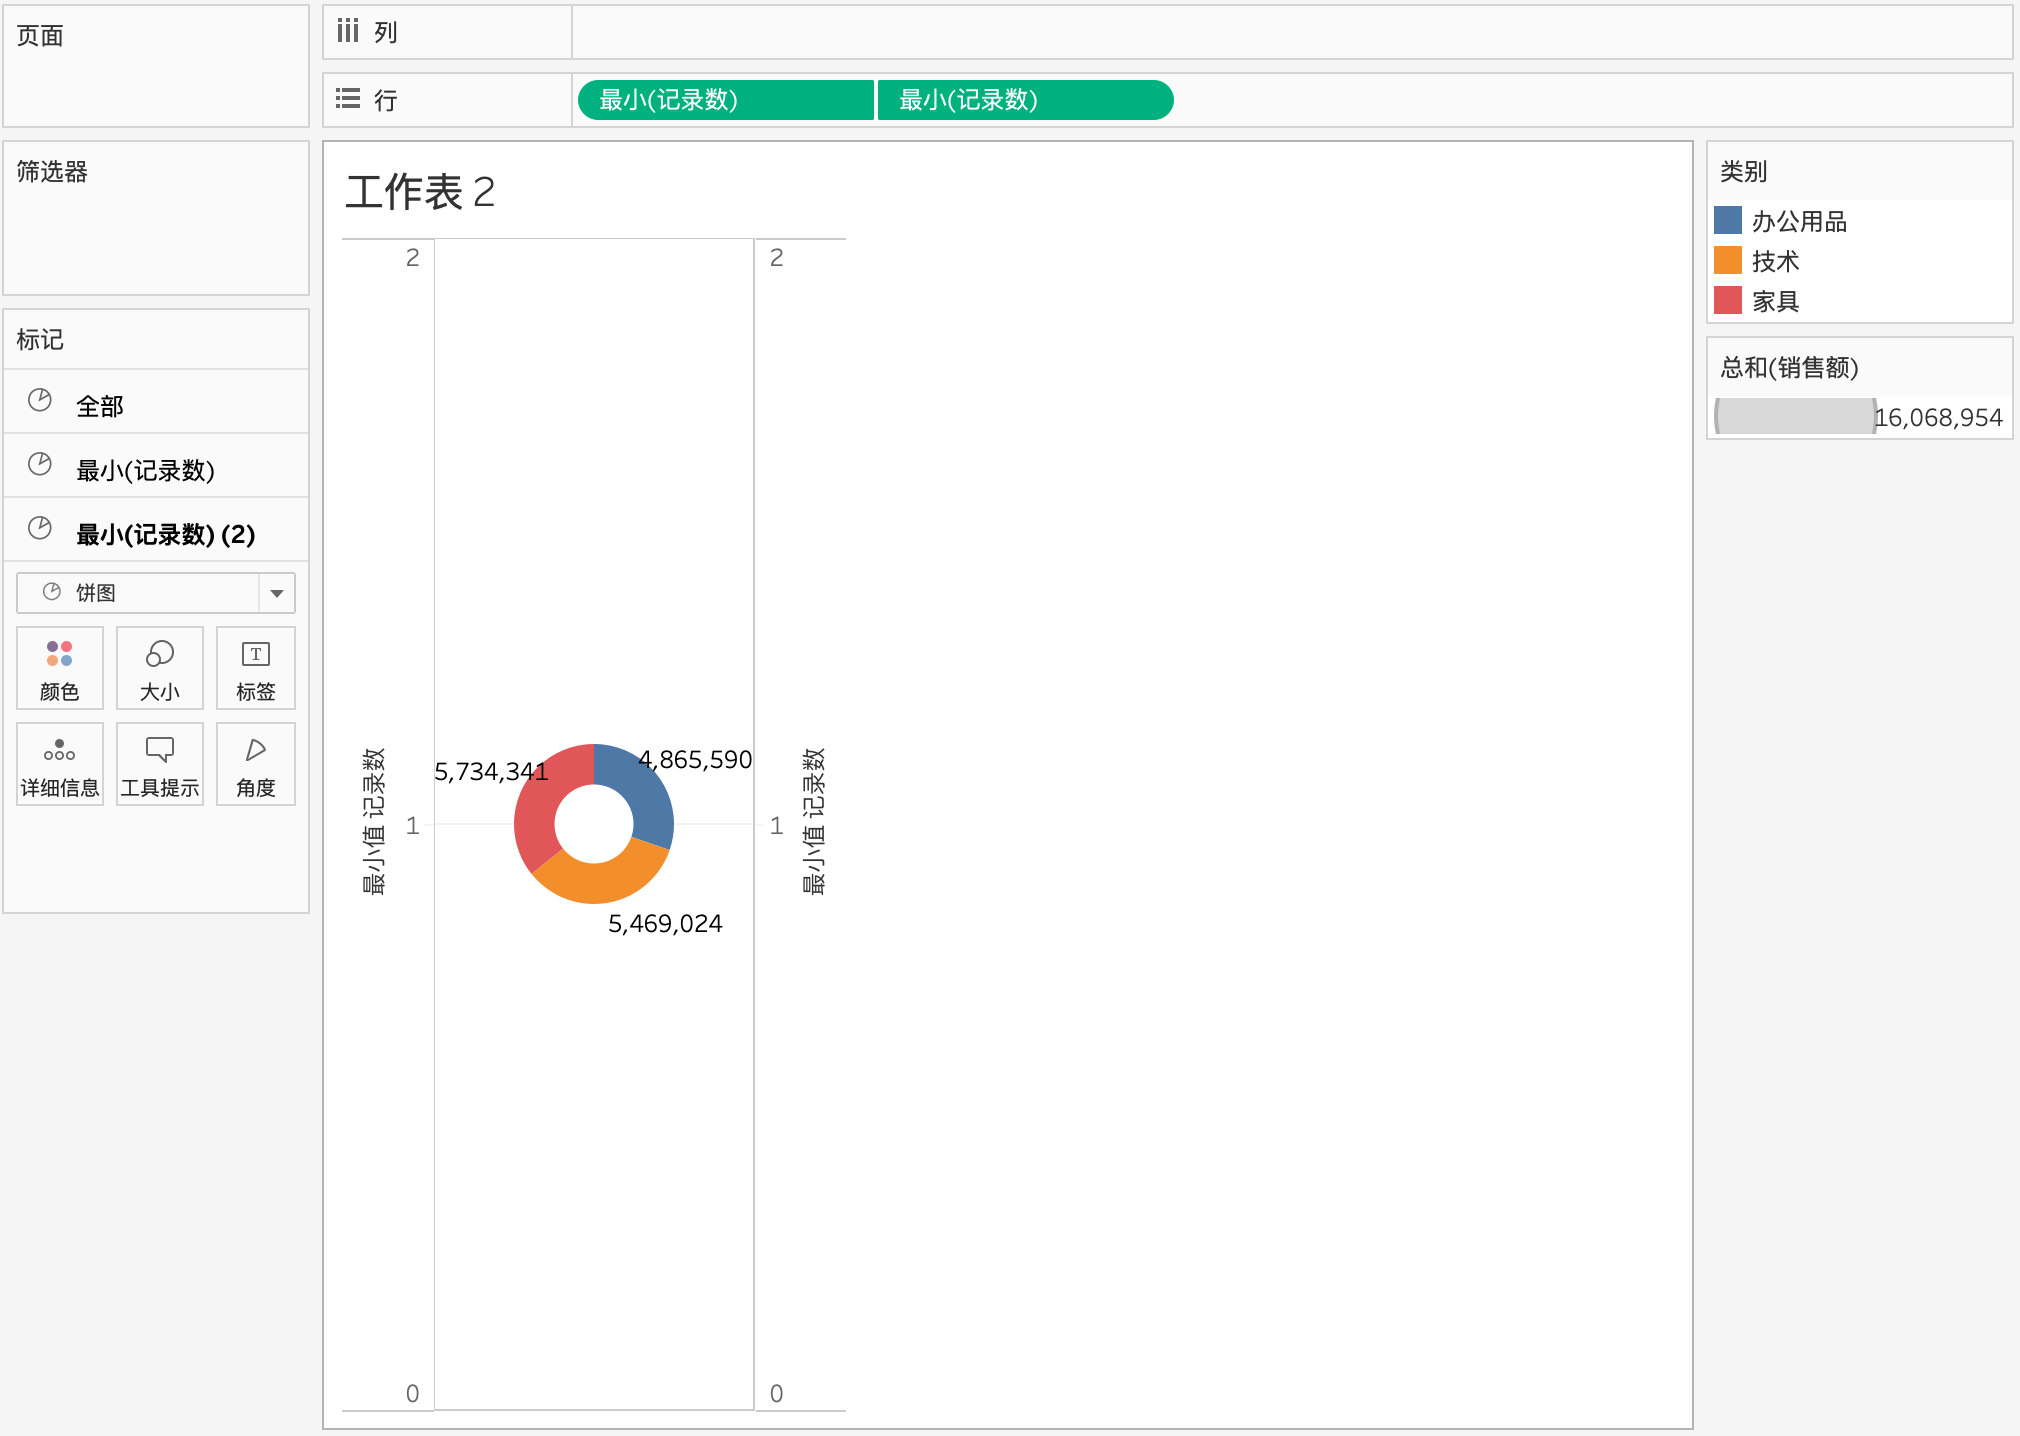 页面
列
行
最小(记录数)
最小(记录数)
筛选器
标记
全部
最小(记录数)
最小(记录数) (2)
饼图
颜色
大小
T
标签
详细信息
工具提示
角度
工作表 2
2
2
最小值 记录数
1
5,734,341
4,865,590
5,469,024
1
最小值 记录数
0
0
类别
办公用品
技术
家具
总和(销售额)
16,068,954